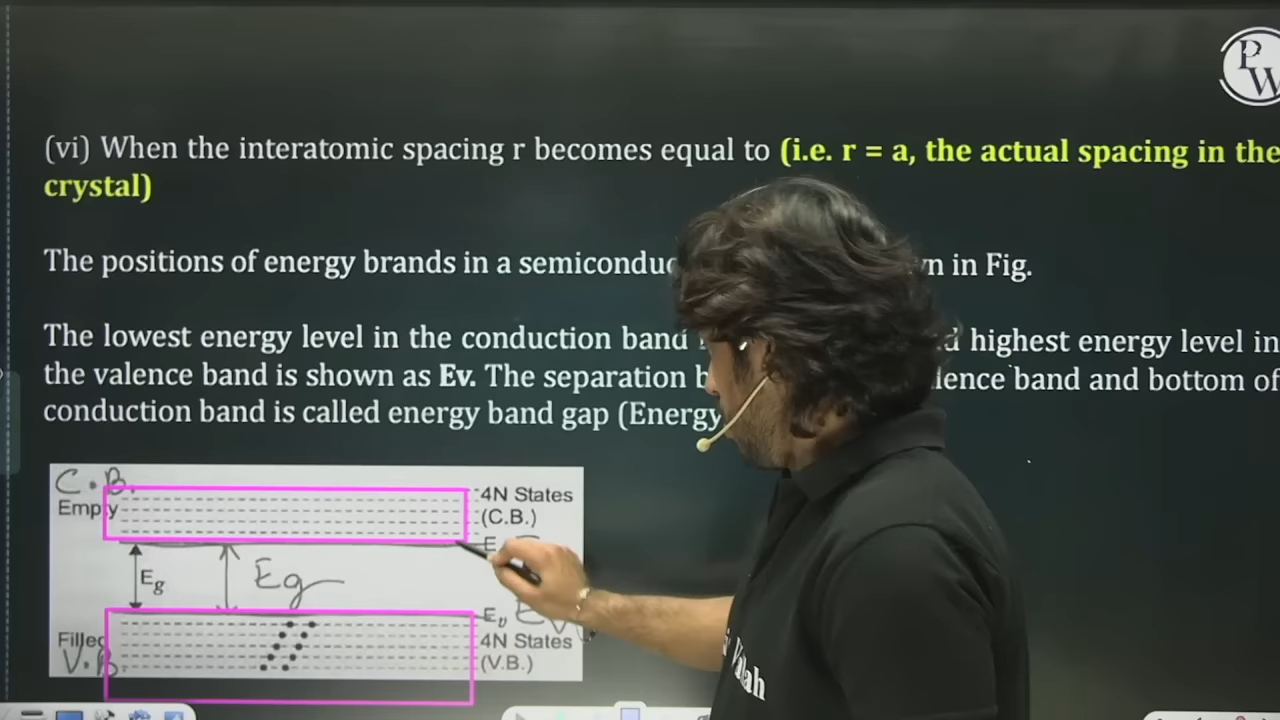 PW
(vi) When the interatomic spacing r becomes equal to (i.e. r = a, the actual spacing in the
crystal)
The positions of energy brands in a semiconduc n in Fig.
The lowest energy level in the conduction band d highest energy level in
the valence band is shown as Ev. The separation b lence band and bottom of
conduction band is called energy band gap (Energy
C.B.
Empty
4N States
(C.B.)
E
Eg
Eg
Ev
Ev
Filled
V.B.
4N States
(V.B.)